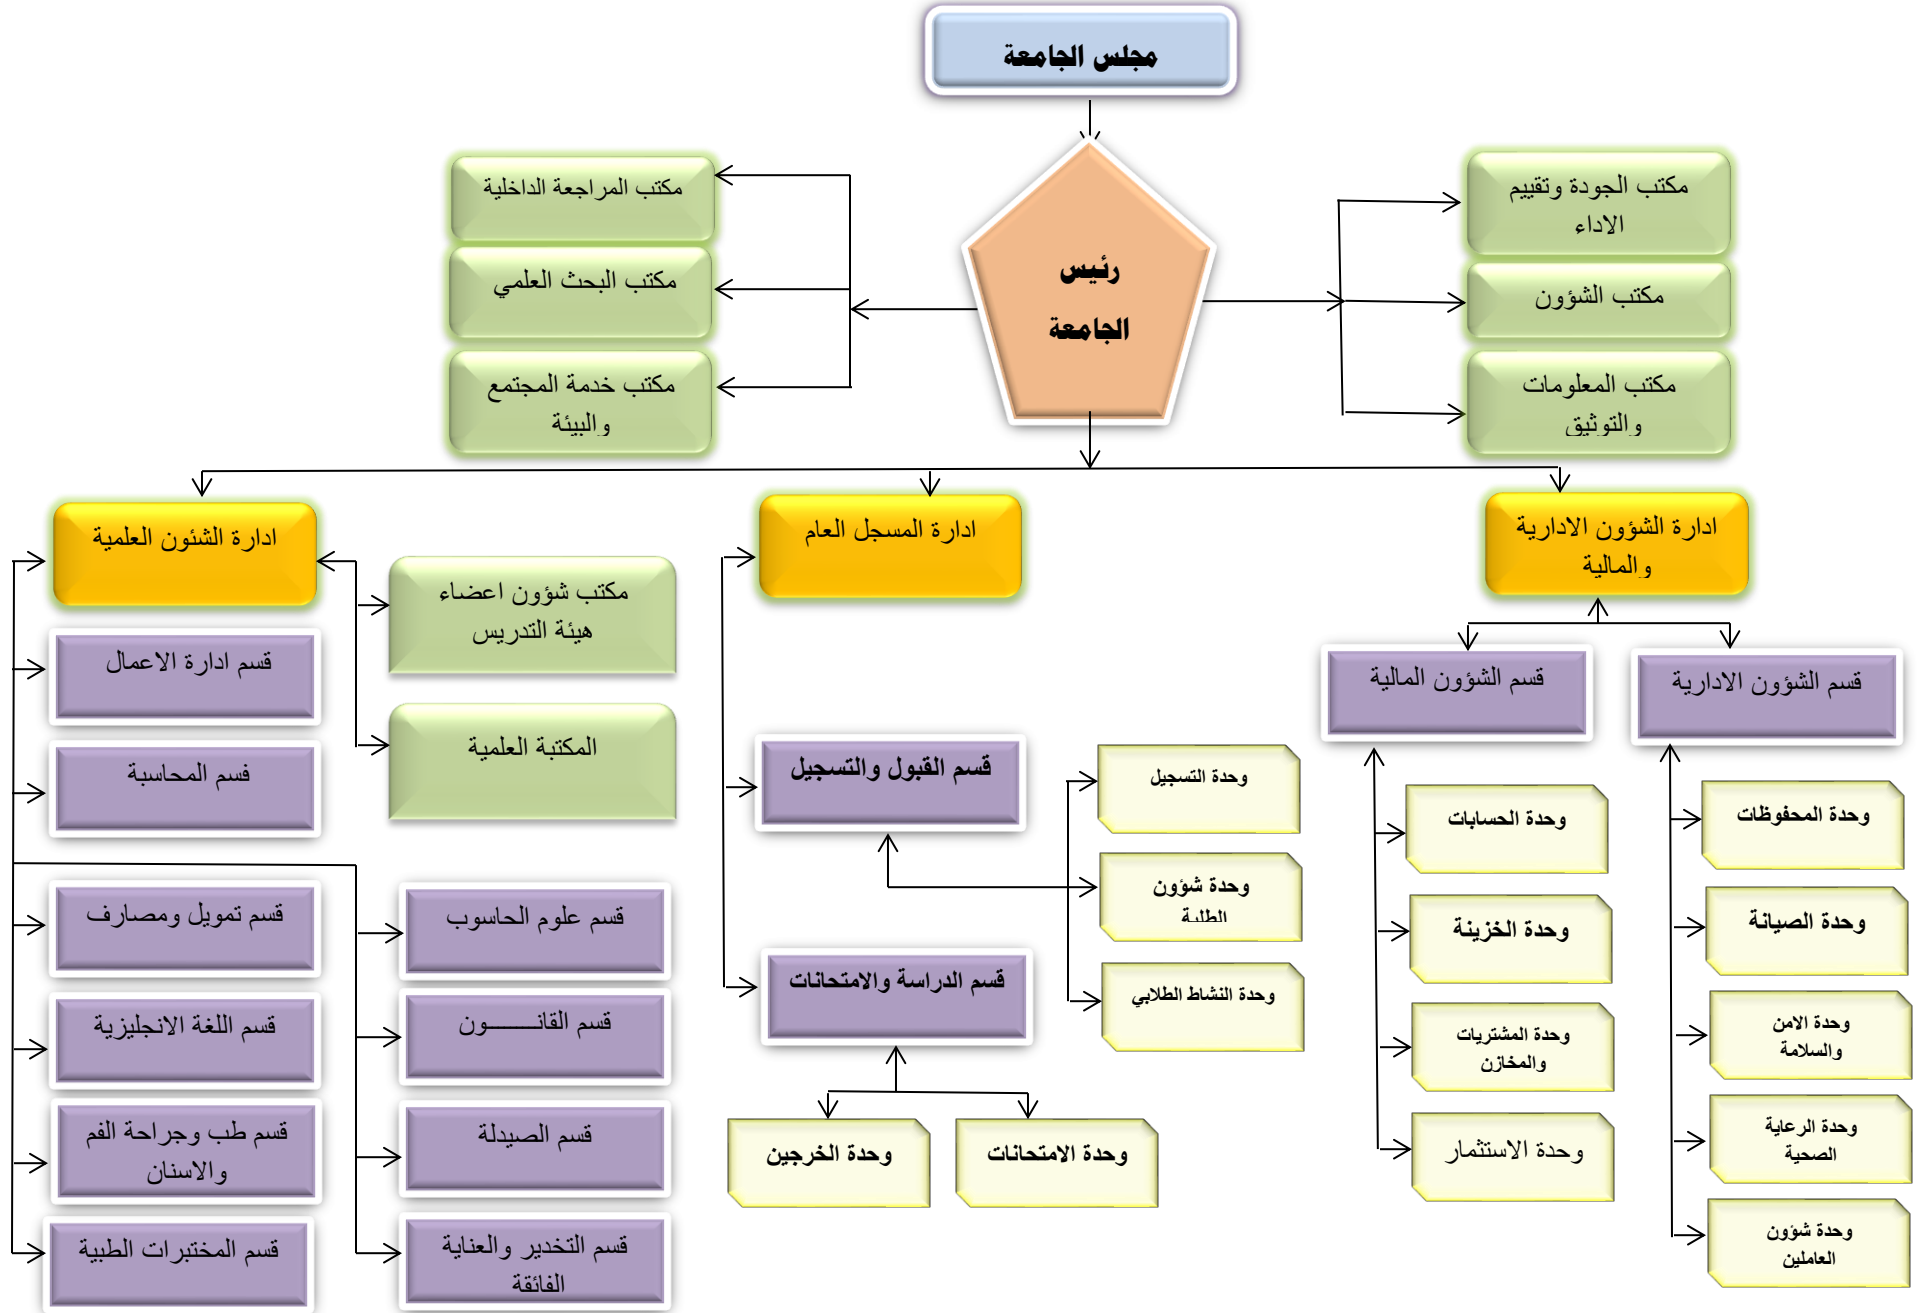 مجلس الجامعة
رئيس
الجامعة
مكتب الجودة وتقييم
الاداء
مكتب الشؤون
مكتب المعلومات
والتوثيق
مكتب المراجعة الداخلية
مكتب البحث العلمي
مكتب خدمة المجتمع
والبيئة
ادارة الشؤون الادارية
والمالية
قسم الشؤون الادارية
وحدة المحفوظات
وحدة الصيانة
وحدة الامن
والسلامة
وحدة الرعاية
الصحية
وحدة شؤون
العاملين
قسم الشؤون المالية
وحدة الحسابات
وحدة الخزينة
وحدة المشتريات
والمخازن
وحدة الاستثمار
ادارة المسجل العام
قسم القبول والتسجيل
وحدة التسجيل
وحدة شؤون
الطلبة
وحدة النشاط الطلابي
قسم الدراسة والامتحانات
وحدة الامتحانات
وحدة الخرجين
ادارة الشئون العلمية
مكتب شؤون اعضاء
هيئة التدريس
المكتبة العلمية
قسم ادارة الاعمال
فسم المحاسبة
قسم علوم الحاسوب
قسم تمويل ومصارف
قسم القانـــــــون
قسم اللغة الانجليزية
قسم الصيدلة
قسم طب وجراحة الفم
والاسنان
قسم التخدير والعناية
الفائقة
قسم المختبرات الطبية